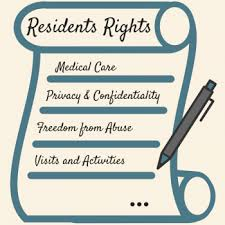 Residents Rights
Medical Care
Privacy & Confidentiality
Freedom from Abuse
Visits and Activities
...